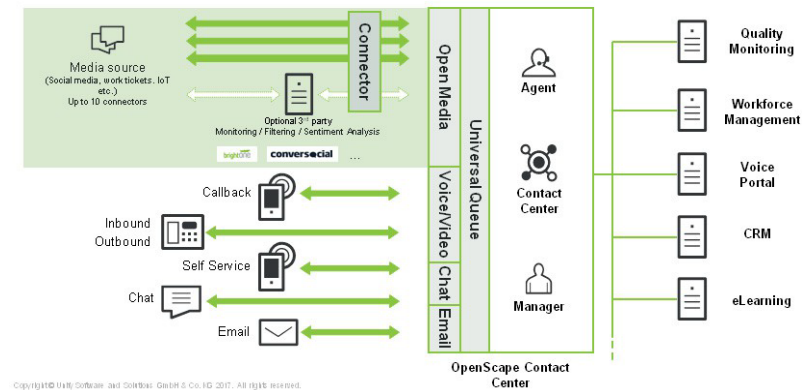 Media source
(Social media, work tickets. IoT
etc.)
Up to 10 connectors
Connector
Optional 3rd party
Monitoring / Filtering / Sentiment Analysis
brightone
conversocial
...
Callback
Inbound
Outbound
Self Service
Chat
Email
Open Media
Voice/Video
Chat
Email
Universal Queue
Agent
Contact
Center
Manager
OpenScape Contact
Center
Quality
Monitoring
Workforce
Management
Voice
Portal
CRM
eLearning
Copyright © Unify Software and Solutions GmbH & Co. KG 2017. All rights reserved.